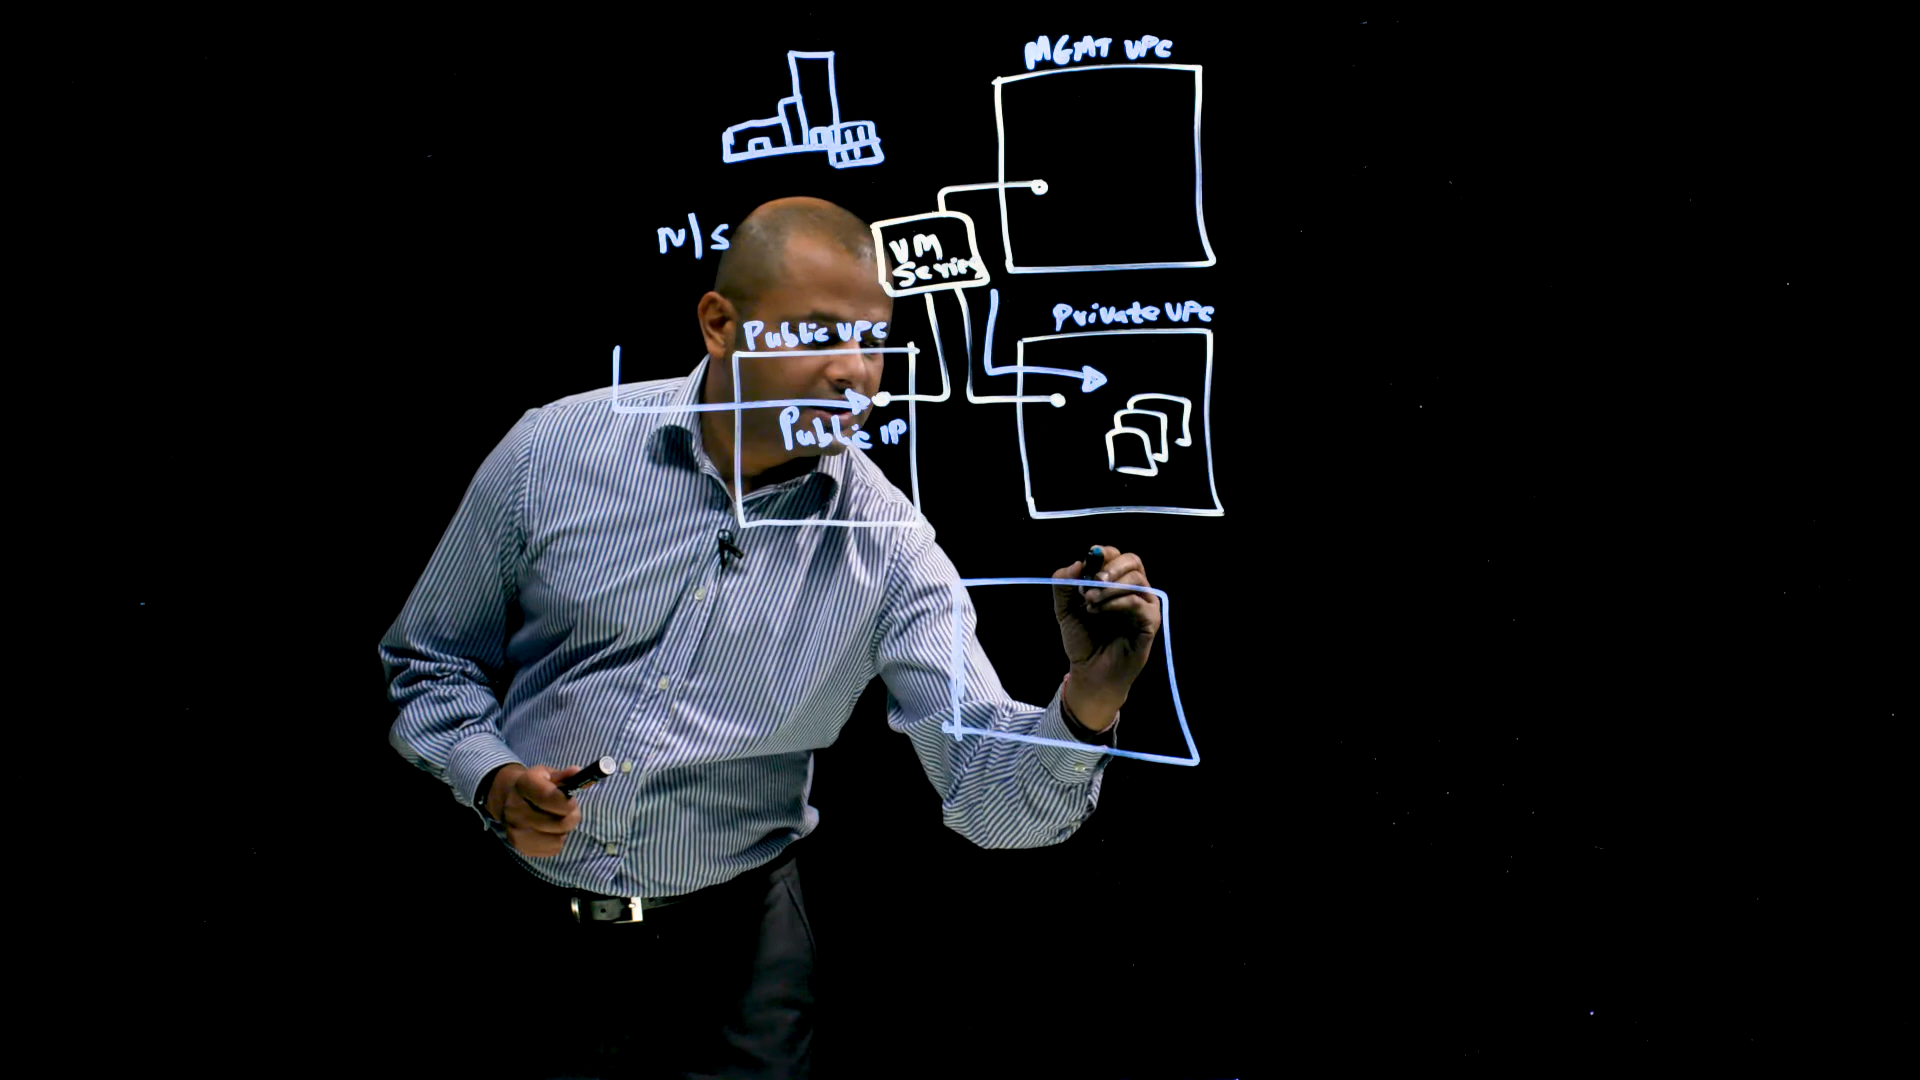 MGMT VPC
N/S
VM
Series
Private VPC
Public VPC
Public IP